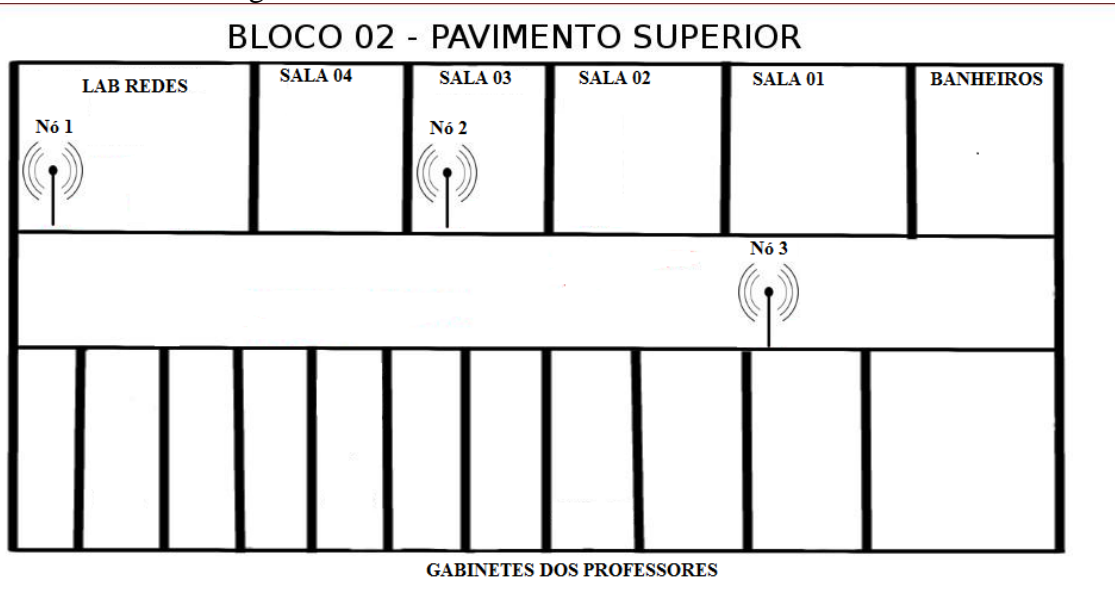 BLOCO 02 - PAVIMENTO SUPERIOR
LAB REDES
SALA 04
SALA 03
SALA 02
SALA 01
BANHEIROS
Nó 1
Nó 2
Nó 3
GABINETES DOS PROFESSORES